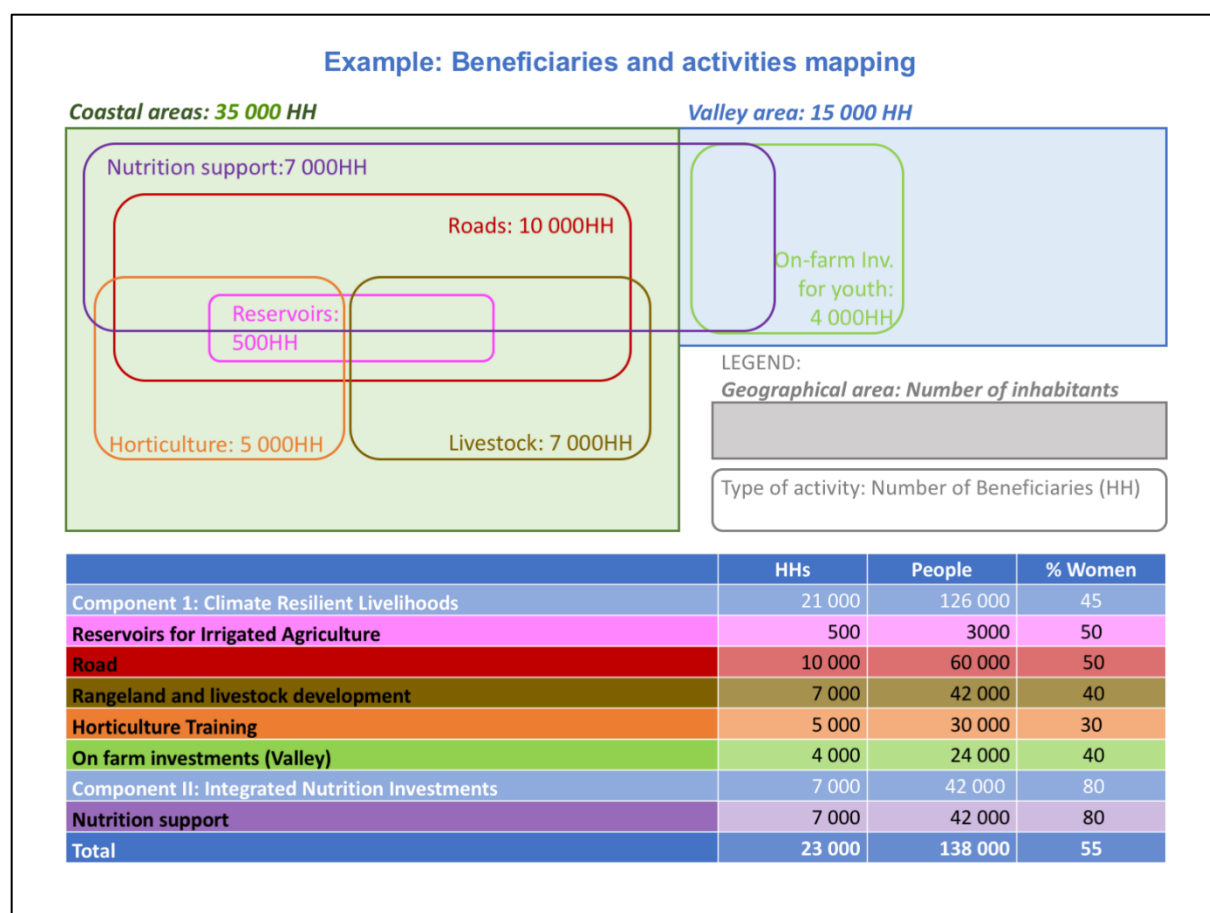 Example: Beneficiaries and activities mapping
Coastal areas: 35 000 HH
Valley area: 15 000 HH
Nutrition support:7 000HH
Roads: 10 000HH
On-farm Inv.
for youth:
4 000HH
Reservoirs:
500HH
Horticulture: 5 000HH
Livestock: 7 000HH
LEGEND:
Geographical area: Number of inhabitants
Type of activity: Number of Beneficiaries (HH)
HHs People % Women
Component 1: Climate Resilient Livelihoods 21 000 126 000 45
Reservoirs for Irrigated Agriculture 500 3000 50
Road 10 000 60 000 50
Rangeland and livestock development 7 000 42 000 40
Horticulture Training 5 000 30 000 30
On farm investments (Valley) 4 000 24 000 40
Component II: Integrated Nutrition Investments 7 000 42 000 80
Nutrition support 7 000 42 000 80
Total 23 000 138 000 55